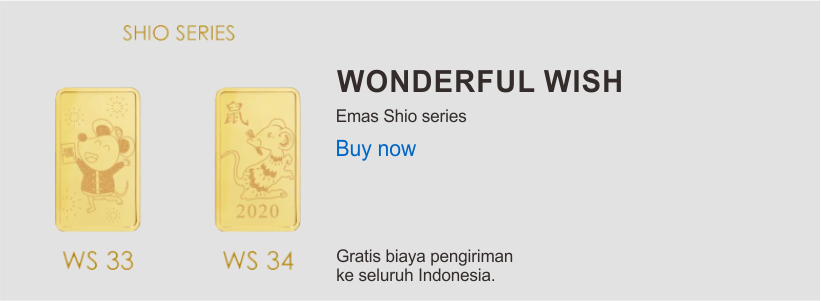 SHIO SERIES
鼠
2020
WS 33
WS 34
WONDERFUL WISH
Emas Shio series
Buy now
Gratis biaya pengiriman
ke seluruh Indonesia.